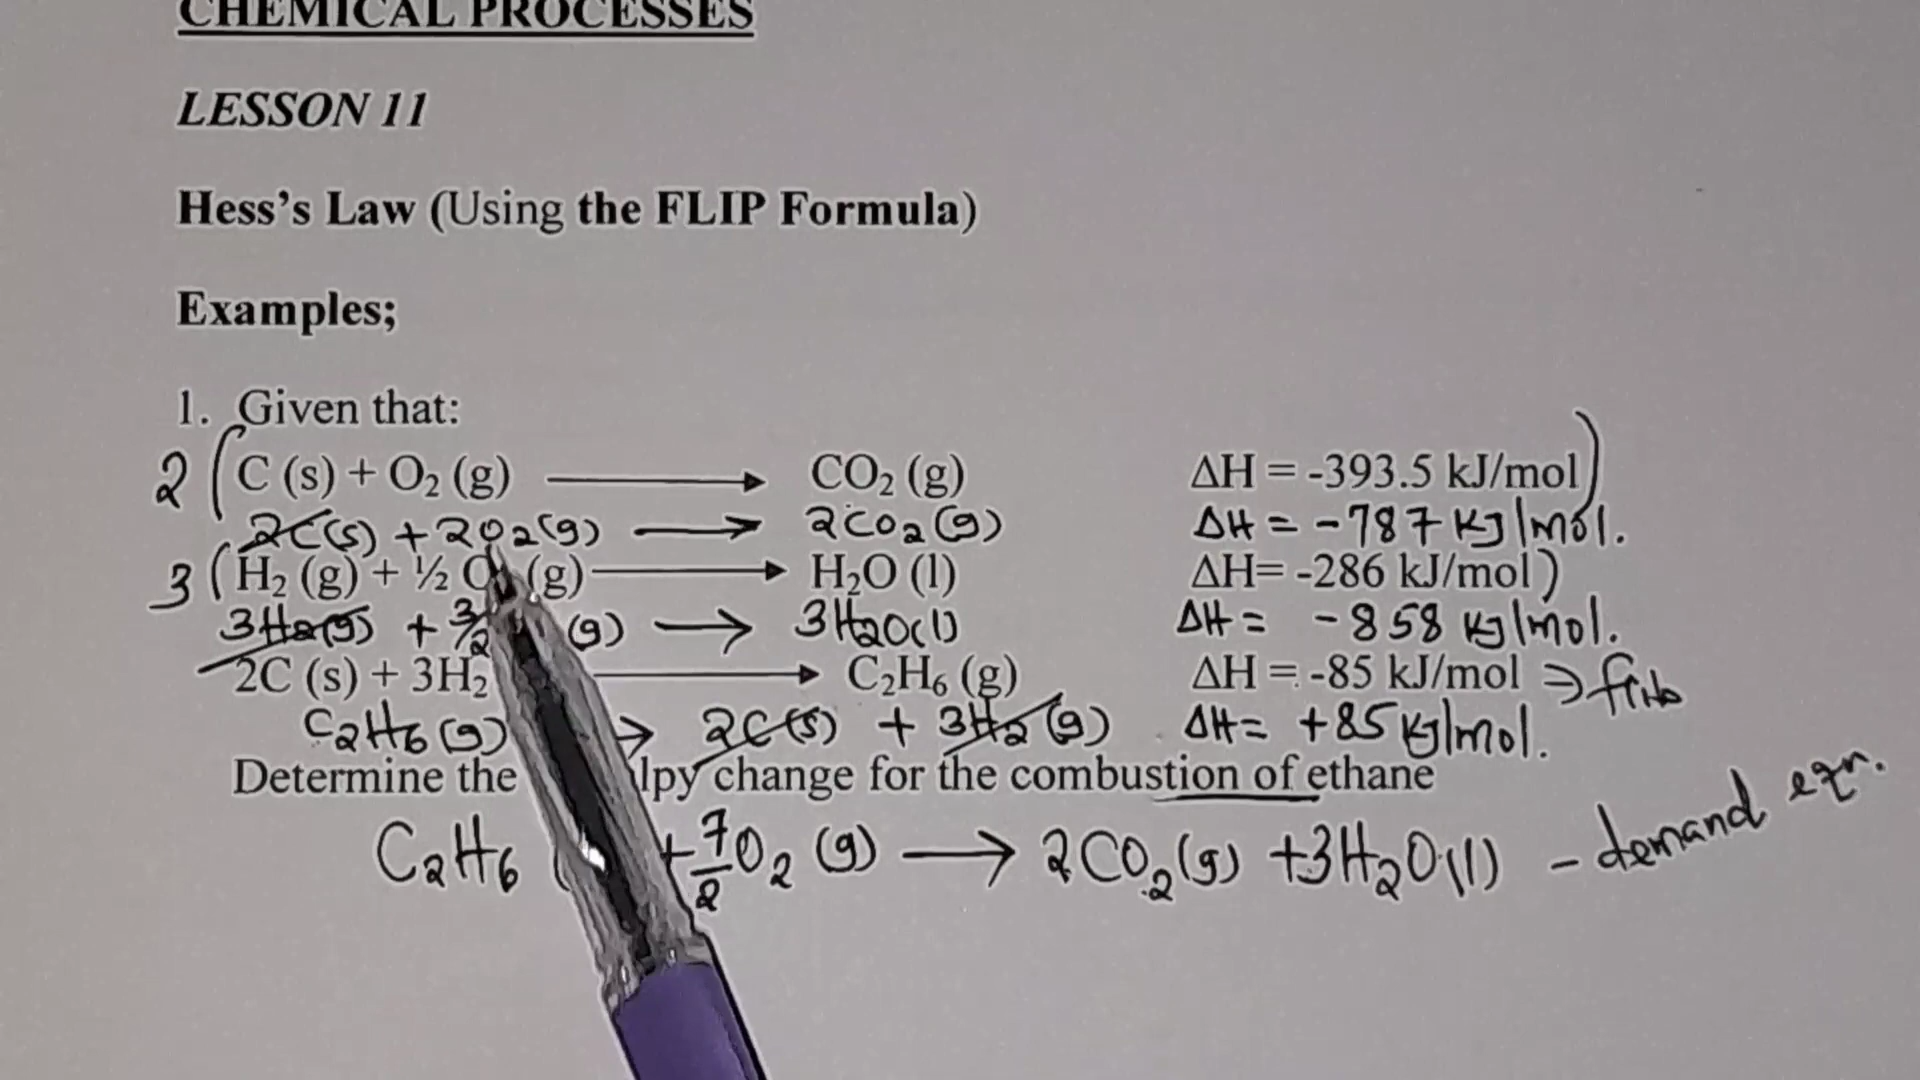 CHEMICAL PROCESSES
LESSON 11
Hess's Law (Using the FLIP Formula)
Examples;
1. Given that:
2 ( C (s) + O₂ (g) ⟶ CO₂ (g) ΔH = -393.5 kJ/mol )
2C(s) + 2O₂(g) → 2CO₂(g) ΔH = -787 KJ/mol.
3 ( H₂ (g) + ½ O (g) ⟶ H₂O (l) ΔH= -286 kJ/mol )
3H₂(g) + 3/2 (g) → 3H₂O(l) ΔH = -858 KJ/mol.
2C (s) + 3H₂ ⟶ C₂H₆ (g) ΔH = -85 kJ/mol ⇒
C₂H₆(g) → 2C(s) + 3H₂(g) ΔH = +85 KJ/mol.
Determine the lpy change for the combustion of ethane
C₂H₆ ( + 7/2 O₂ (g) → 2CO₂(g) + 3H₂O(l) - demand eqn.